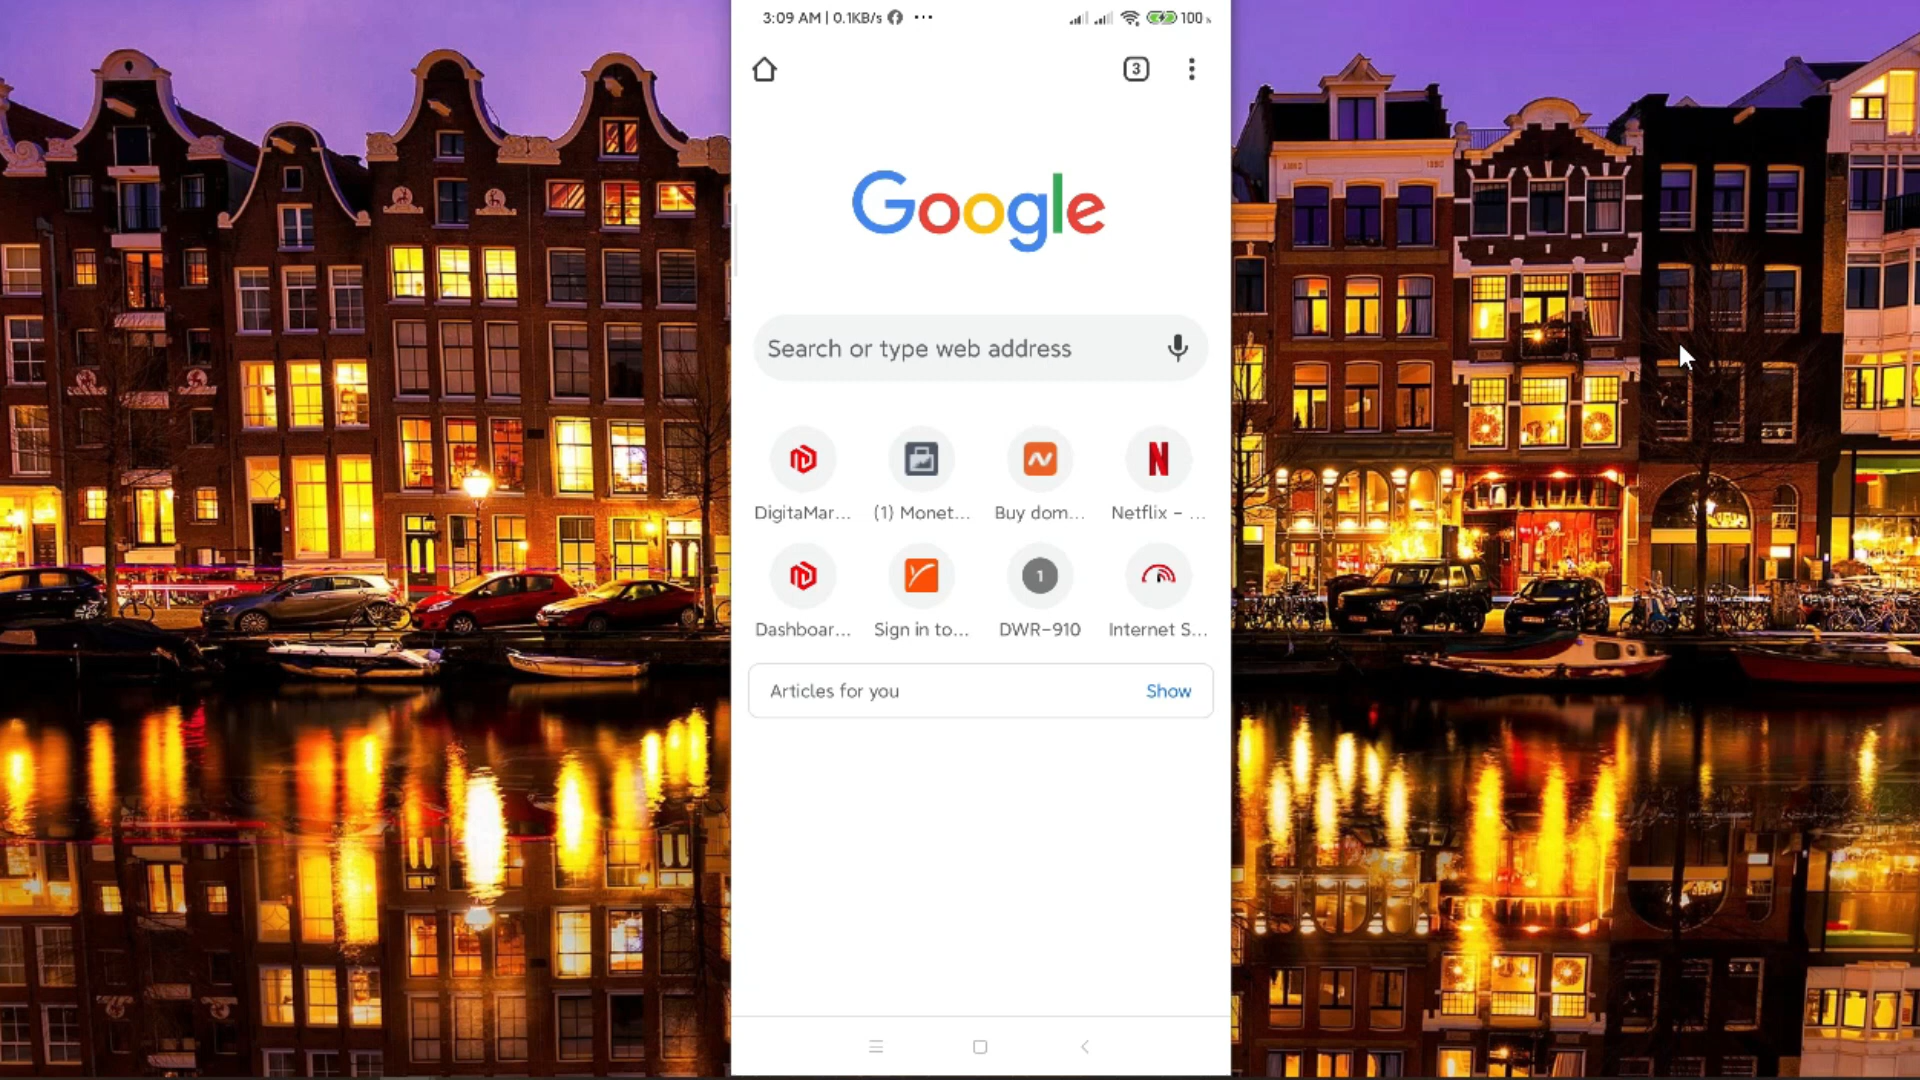 3:09 AM | 0.1KB/s ··· 100
3
Google
Search or type web address
DigitaMar... (1) Monet... Buy dom... Netflix - ...
1
Dashboar... Sign in to... DWR-910 Internet S...
Articles for you Show